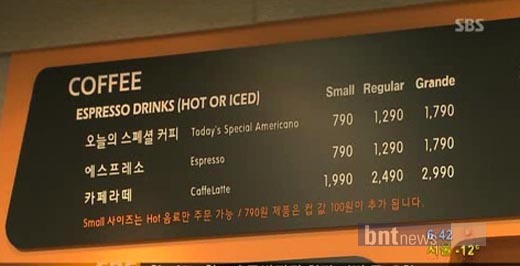 SBS
COFFEE
ESPRESSO DRINKS (HOT OR ICED) Small Regular Grande
오늘의 스페셜 커피 Today's Special Americano 790 1,290 1,790
에스프레소 Espresso 790 1,290 1,790
카페라떼 CaffeLatte 1,990 2,490 2,990
Small 사이즈는 Hot 음료만 주문 가능 / 790원 제품은 컵 값 100원이 추가 됩니다.
6:42
bntnews 서울 -12°